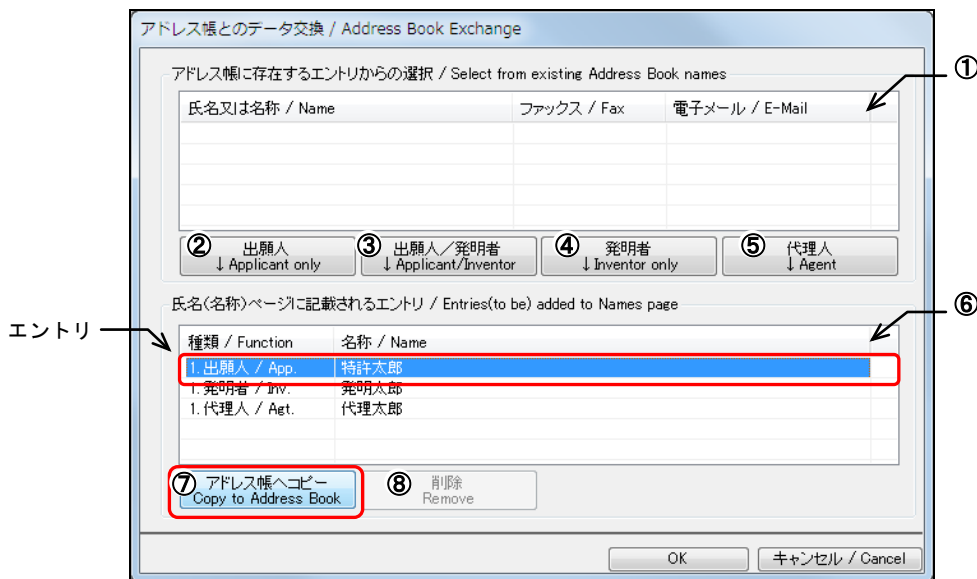 アドレス帳とのデータ交換 / Address Book Exchange
アドレス帳に存在するエントリからの選択 / Select from existing Address Book names
①
氏名又は名称 / Name ファックス / Fax 電子メール / E-Mail
② 出願人 ③ 出願人／発明者 ④ 発明者 ⑤ 代理人
↓Applicant only ↓Applicant/Inventor ↓Inventor only ↓Agent
氏名(名称)ページに記載されるエントリ / Entries(to be) added to Names page
⑥
エントリ
種類 / Function 名称 / Name
1.出願人 / App. 特許太郎
1.発明者 / Inv. 発明太郎
1.代理人 / Agt. 代理太郎
⑦ アドレス帳へコピー ⑧ 削除
Copy to Address Book Remove
OK キャンセル / Cancel